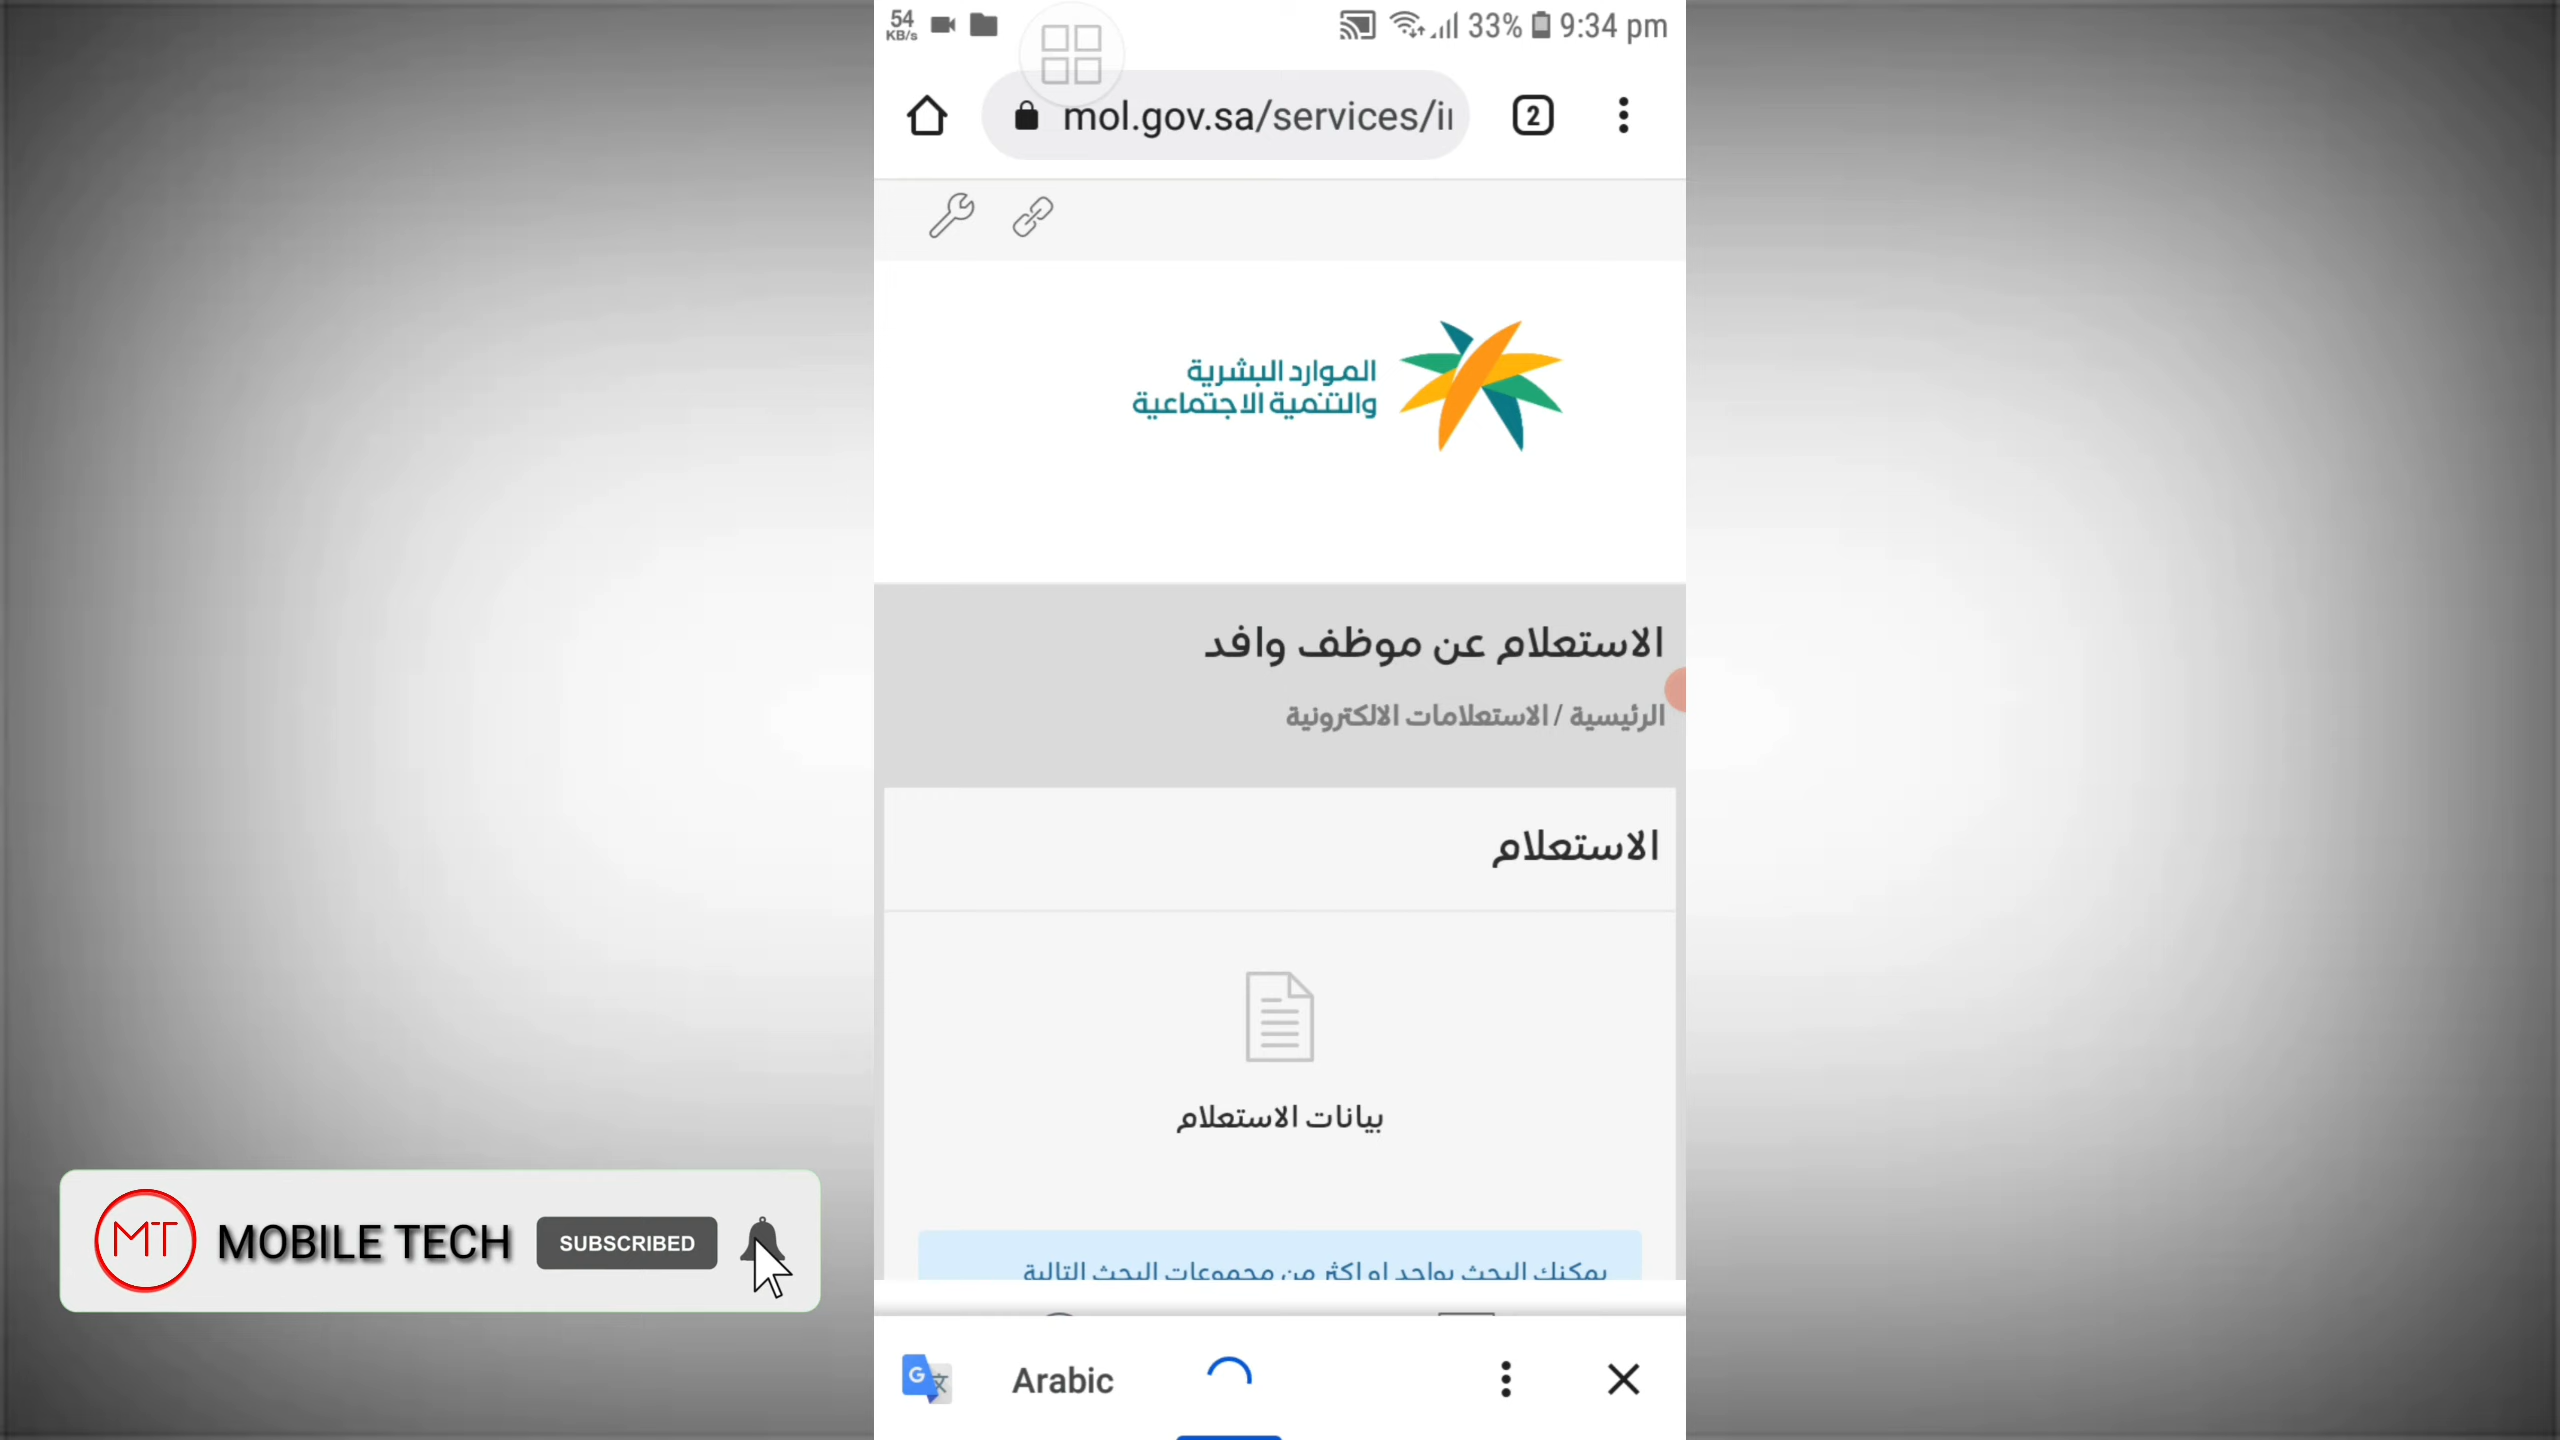 54
KB/s
33% 9:34 pm
mol.gov.sa/services/i
2
الموارد البشرية
والتنمية الاجتماعية
الاستعلام عن موظف وافد
الرئيسية / الاستعلامات الالكترونية
الاستعلام
بيانات الاستعلام
يمكنك البحث بواحد او اكثر من مجموعات البحث التالية
MT MOBILE TECH SUBSCRIBED
G 文 Arabic